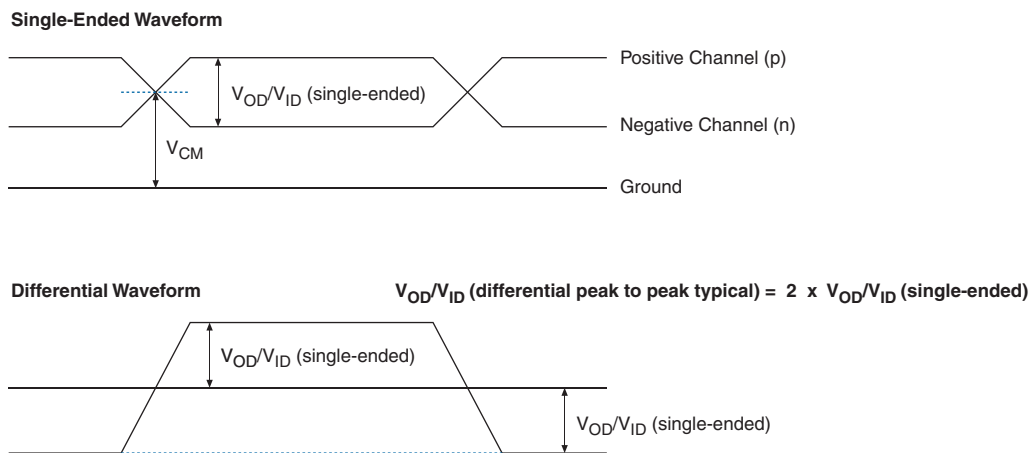 Single-Ended Waveform
Positive Channel (p)
VOD/VID (single-ended)
Negative Channel (n)
VCM
Ground
Differential Waveform
VOD/VID (differential peak to peak typical) = 2 x VOD/VID (single-ended)
VOD/VID (single-ended)
VOD/VID (single-ended)